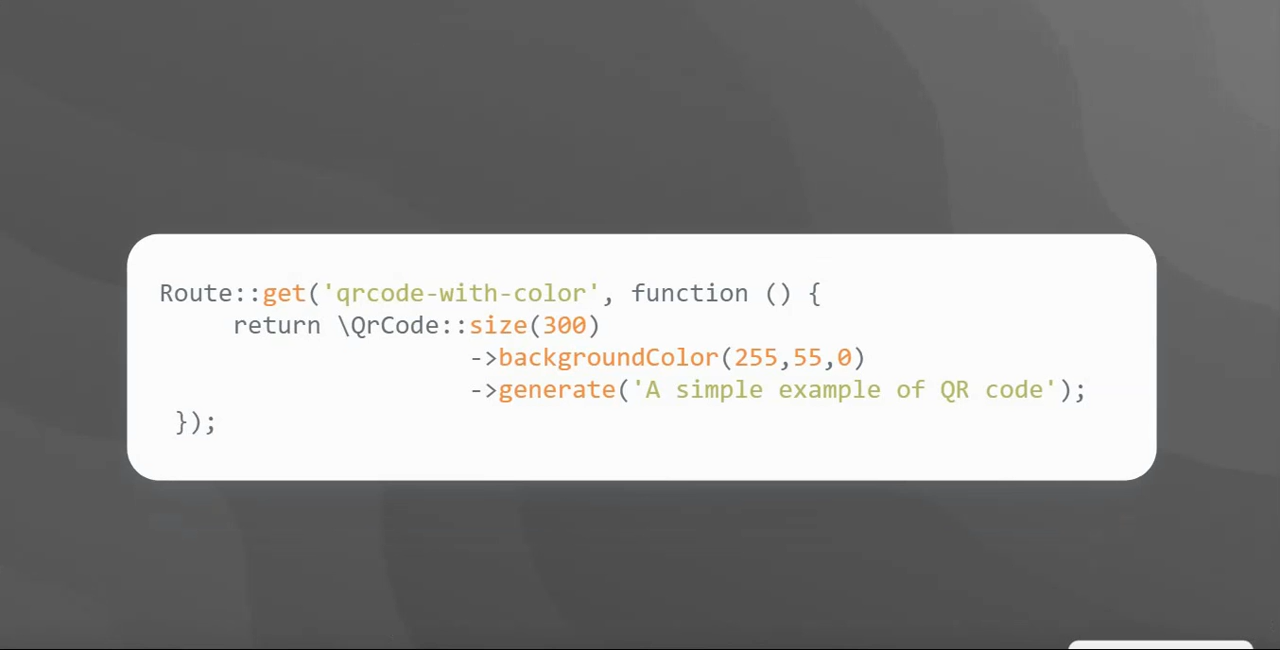 Route::get('qrcode-with-color', function () {
return \QrCode::size(300)
->backgroundColor(255,55,0)
->generate('A simple example of QR code');
});